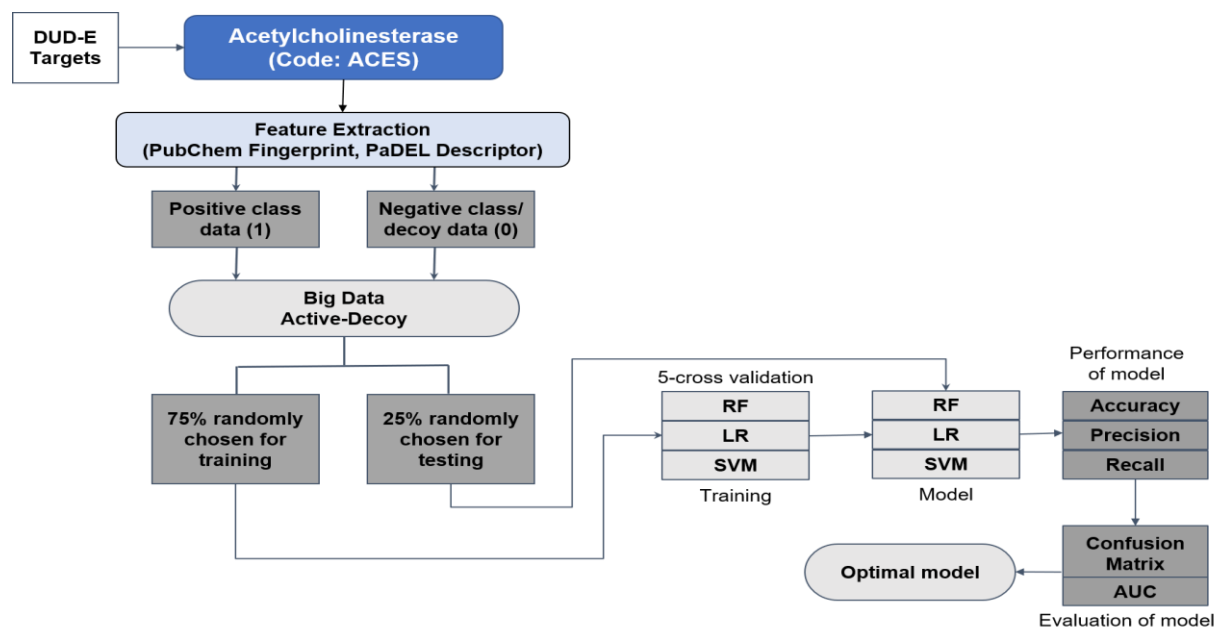 DUD-E
Targets
Acetylcholinesterase
(Code: ACES)
Feature Extraction
(PubChem Fingerprint, PaDEL Descriptor)
Positive class
data (1)
Negative class/
decoy data (0)
Big Data
Active-Decoy
75% randomly
chosen for
training
25% randomly
chosen for
testing
5-cross validation
RF
LR
SVM
Training
RF
LR
SVM
Model
Performance
of model
Accuracy
Precision
Recall
Confusion
Matrix
AUC
Evaluation of model
Optimal model